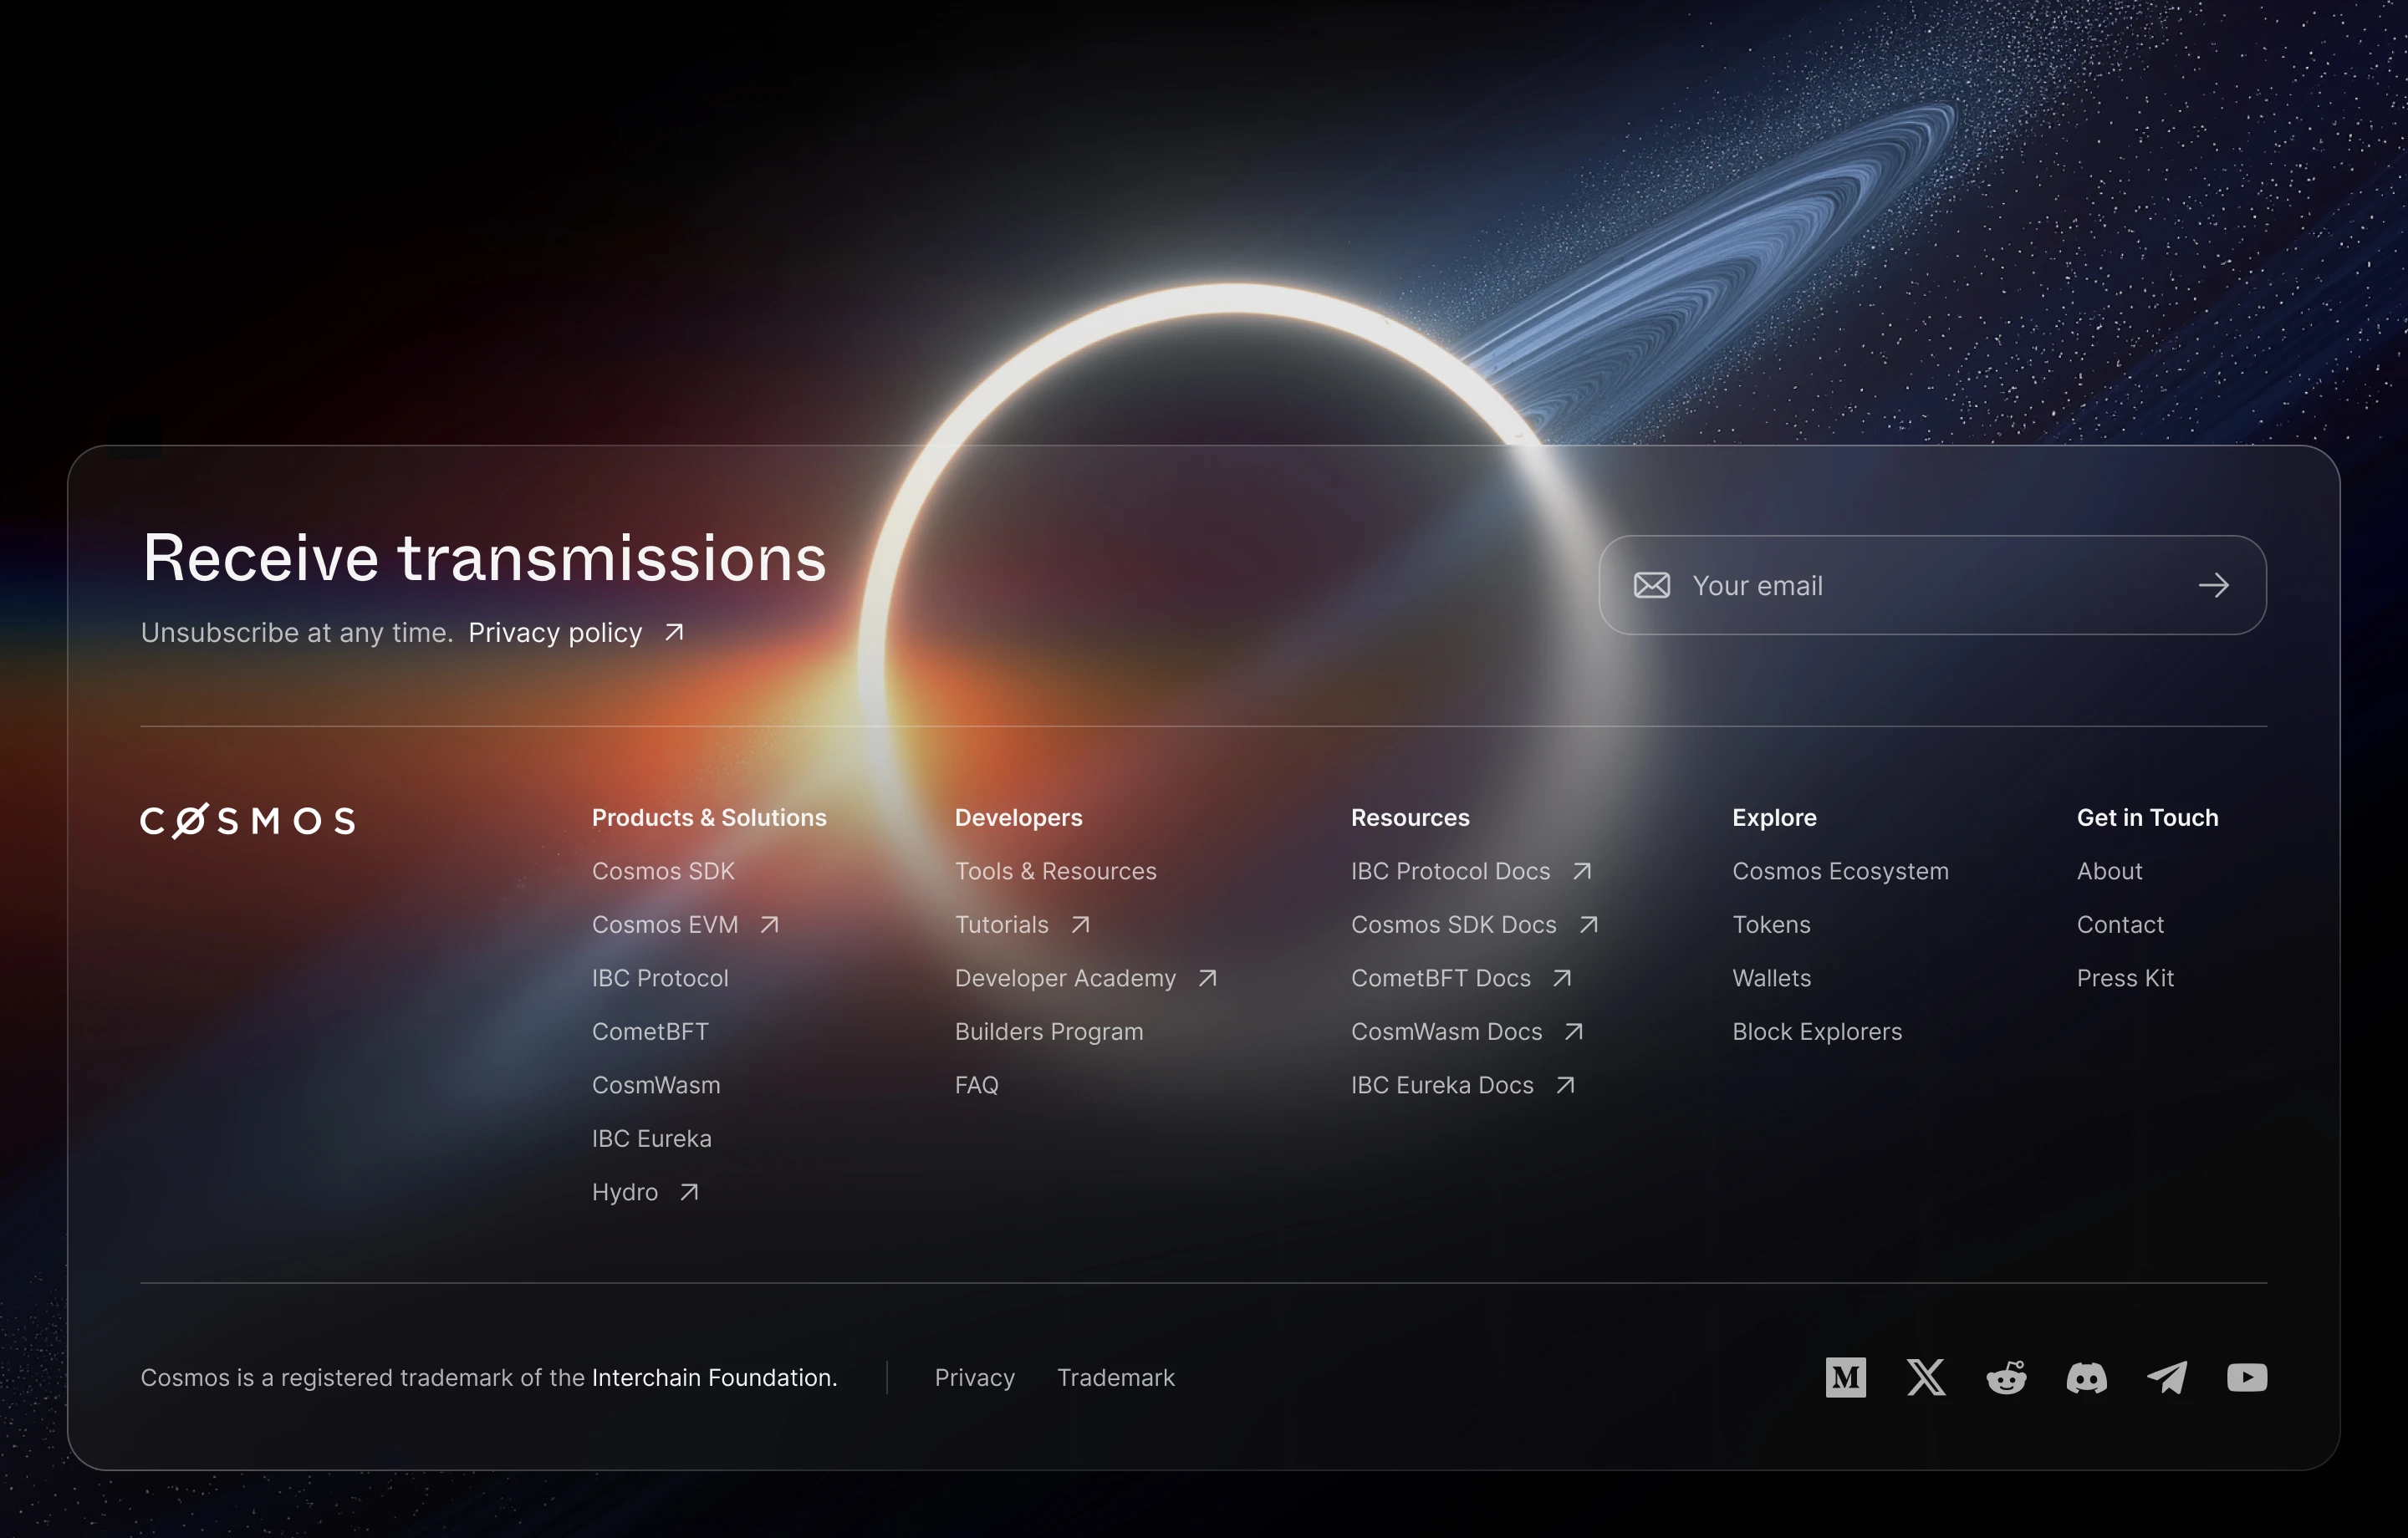 Receive transmissions
Unsubscribe at any time. Privacy policy
Your email
CØSMOS
Products & Solutions
Cosmos SDK
Cosmos EVM
IBC Protocol
CometBFT
CosmWasm
IBC Eureka
Hydro
Developers
Tools & Resources
Tutorials
Developer Academy
Builders Program
FAQ
Resources
IBC Protocol Docs
Cosmos SDK Docs
CometBFT Docs
CosmWasm Docs
IBC Eureka Docs
Explore
Cosmos Ecosystem
Tokens
Wallets
Block Explorers
Get in Touch
About
Contact
Press Kit
Cosmos is a registered trademark of the Interchain Foundation.
Privacy
Trademark